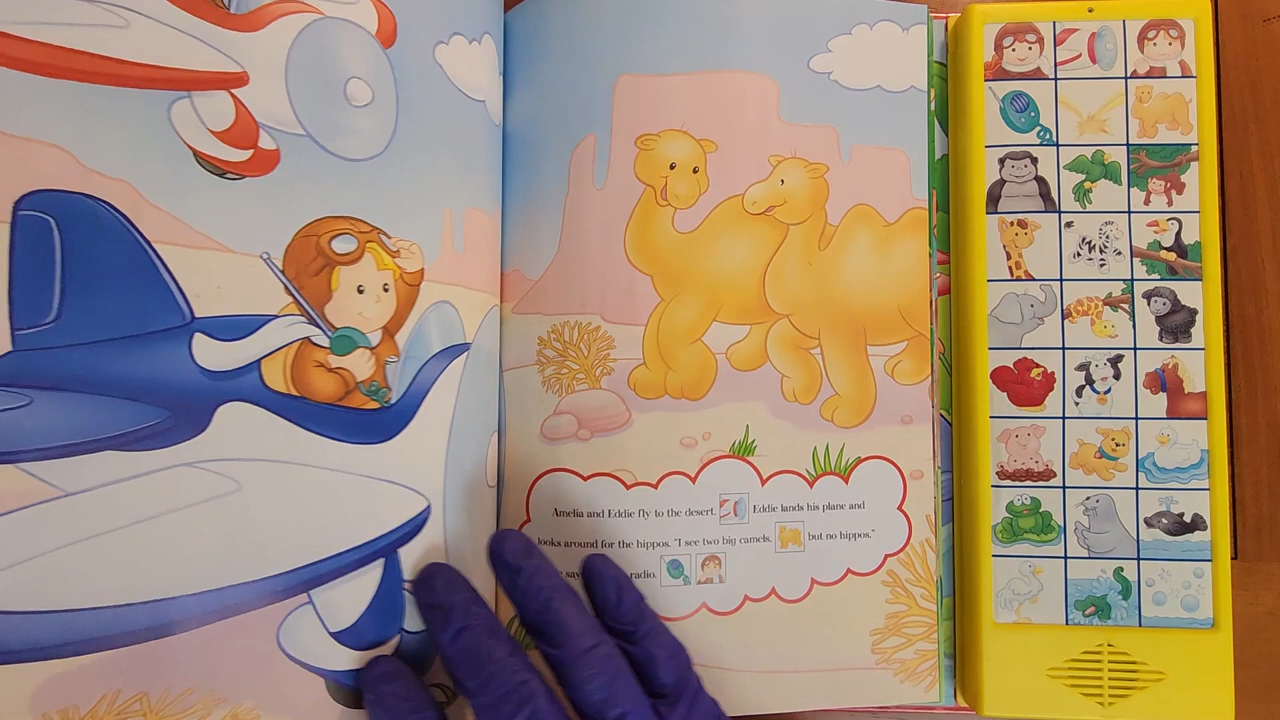 Amelia and Eddie fly to the desert. Eddie lands his plane and
looks around for the hippos. "I see two big camels, but no hippos,"
radio.